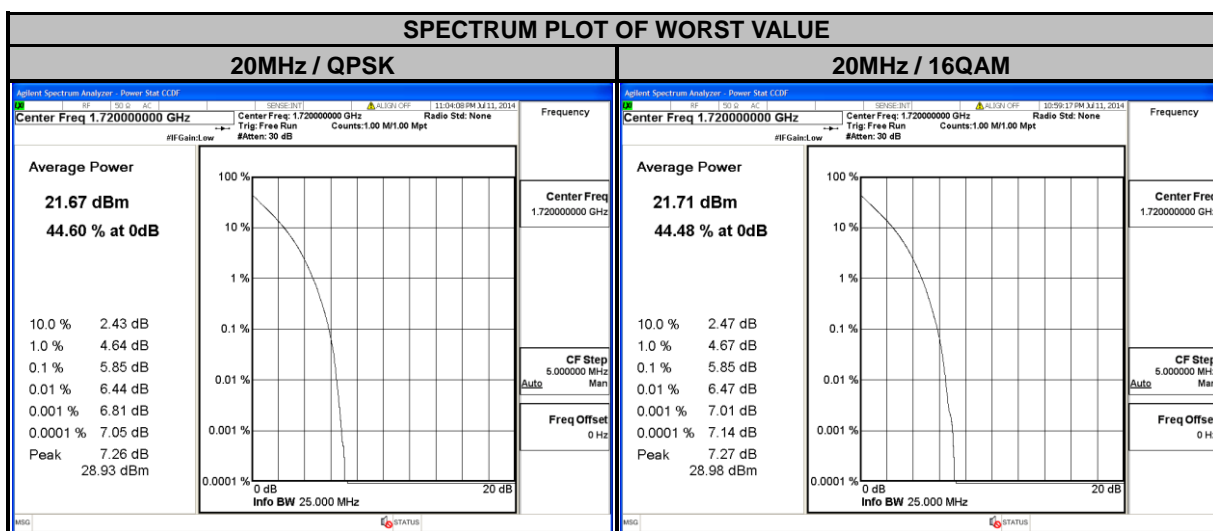 SPECTRUM PLOT OF WORST VALUE
20MHz / QPSK
20MHz / 16QAM
Agilent Spectrum Analyzer - Power Stat CCDF
RF 50 Ω AC SENSE:INT ALIGN OFF 11:04:08 PM Jul 11, 2014
Center Freq 1.720000000 GHz
Center Freq: 1.720000000 GHz Radio Std: None
Trig: Free Run Counts:1.00 M/1.00 Mpt
#IFGain:Low #Atten: 30 dB
Frequency
Average Power
21.67 dBm
44.60 % at 0dB
10.0 % 2.43 dB
1.0 % 4.64 dB
0.1 % 5.85 dB
0.01 % 6.44 dB
0.001 % 6.81 dB
0.0001 % 7.05 dB
Peak 7.26 dB
28.93 dBm
100 %
10 %
1 %
0.1 %
0.01 %
0.001 %
0.0001 %
0 dB 20 dB
Info BW 25.000 MHz
Center Freq
1.720000000 GHz
CF Step
5.000000 MHz
Auto Man
Freq Offset
0 Hz
MSG STATUS
Agilent Spectrum Analyzer - Power Stat CCDF
RF 50 Ω AC SENSE:INT ALIGN OFF 10:59:17 PM Jul 11, 2014
Center Freq 1.720000000 GHz
Center Freq: 1.720000000 GHz Radio Std: None
Trig: Free Run Counts:1.00 M/1.00 Mpt
#IFGain:Low #Atten: 30 dB
Frequency
Average Power
21.71 dBm
44.48 % at 0dB
10.0 % 2.47 dB
1.0 % 4.67 dB
0.1 % 5.85 dB
0.01 % 6.47 dB
0.001 % 7.01 dB
0.0001 % 7.14 dB
Peak 7.27 dB
28.98 dBm
100 %
10 %
1 %
0.1 %
0.01 %
0.001 %
0.0001 %
0 dB 20 dB
Info BW 25.000 MHz
Center Fre
1.720000000 GH
CF Ste
5.000000 MH
Auto Ma
Freq Offse
0 H
MSG STATUS